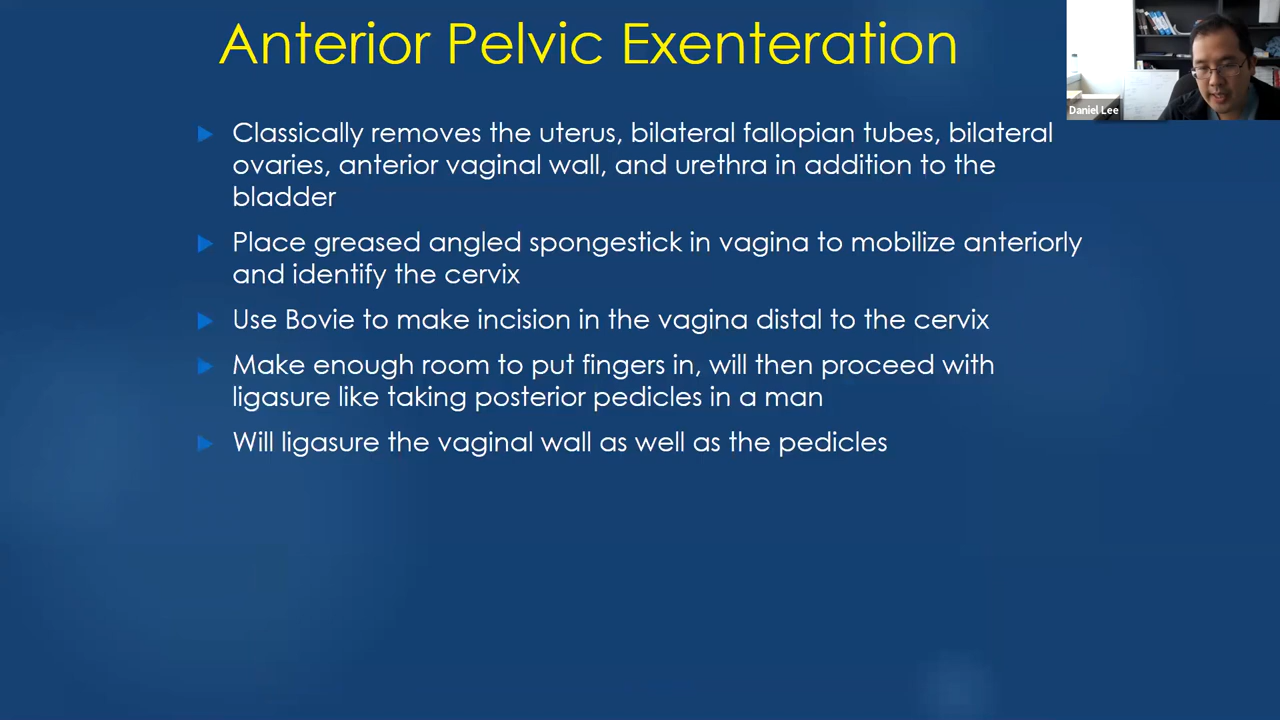 Anterior Pelvic Exenteration
Daniel Lee
Classically removes the uterus, bilateral fallopian tubes, bilateral
ovaries, anterior vaginal wall, and urethra in addition to the
bladder
Place greased angled spongestick in vagina to mobilize anteriorly
and identify the cervix
Use Bovie to make incision in the vagina distal to the cervix
Make enough room to put fingers in, will then proceed with
ligasure like taking posterior pedicles in a man
Will ligasure the vaginal wall as well as the pedicles